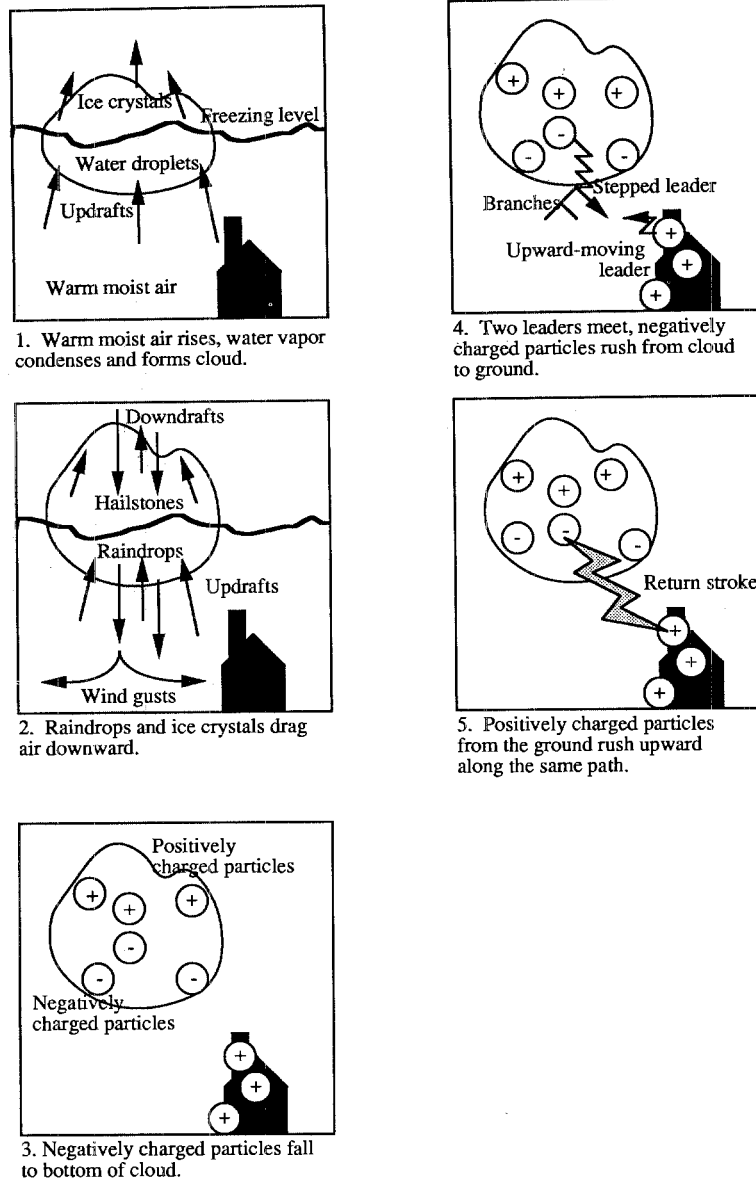 Ice crystals
Freezing level
Water droplets
Updrafts
Warm moist air
1. Warm moist air rises, water vapor
condenses and forms cloud.
Downdrafts
Hailstones
Raindrops
Updrafts
Wind gusts
2. Raindrops and ice crystals drag
air downward.
Positively
charged particles
+
+
+
-
-
-
Negatively
charged particles
+
+
+
3. Negatively charged particles fall
to bottom of cloud.
+
+
+
-
-
-
Stepped leader
Branches
Upward-moving
leader
+
+
+
4. Two leaders meet, negatively
charged particles rush from cloud
to ground.
+
+
+
-
-
-
Return stroke
+
+
+
5. Positively charged particles
from the ground rush upward
along the same path.